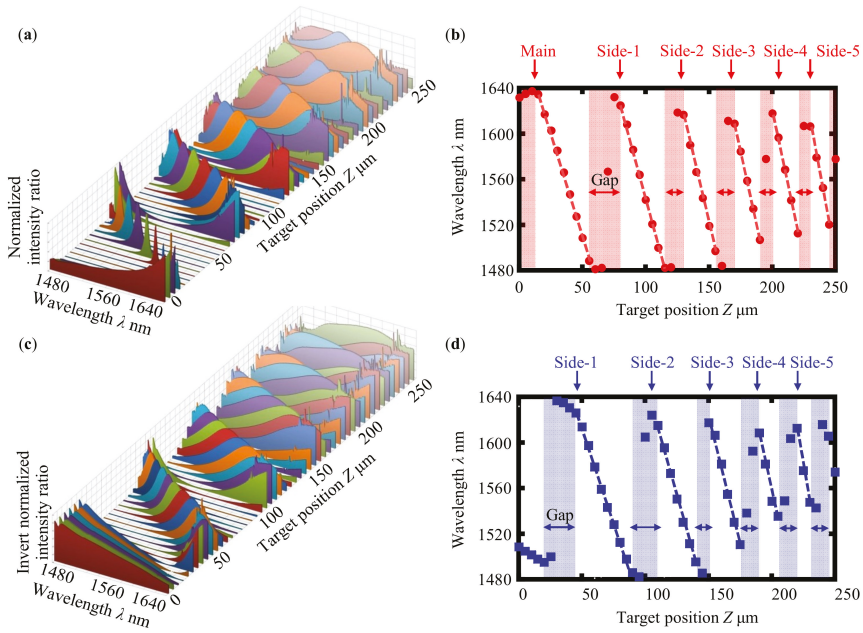 (a)
Normalized
intensity ratio
1480
1560
1640
Wavelength λ nm
0
50
100
150
200
250
Target position Z μm
(b)
Main
Side-1
Side-2
Side-3
Side-4
Side-5
1640
1600
1560
1520
1480
Wavelength λ nm
Gap
0
50
100
150
200
250
Target position Z μm
(c)
Invert normalized
intensity ratio
1480
1560
1640
Wavelength λ nm
0
50
100
150
200
250
Target position Z μm
(d)
Side-1
Side-2
Side-3
Side-4
Side-5
1640
1600
1560
1520
1480
Wavelength λ nm
Gap
0
50
100
150
200
250
Target position Z μm